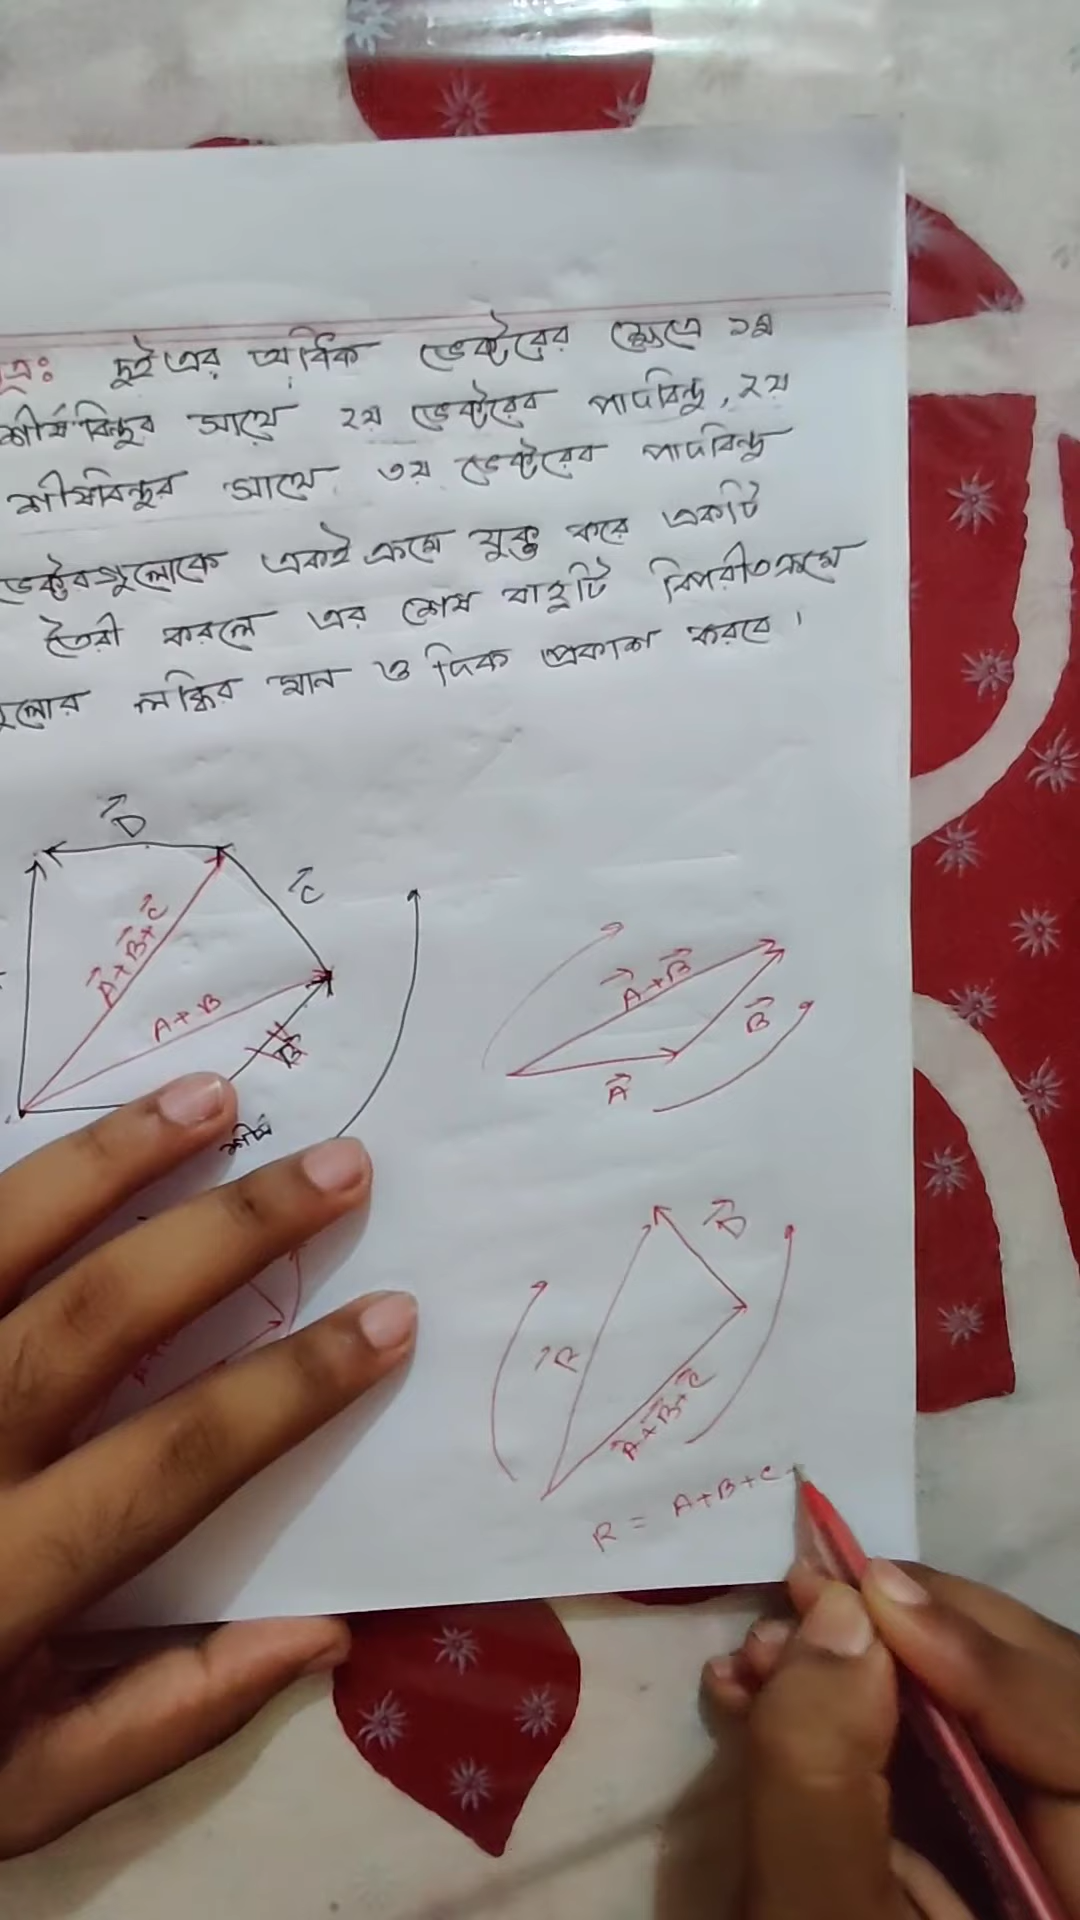 ত্র: দুই এর অধিক ভেক্টরের ক্ষেত্রে ১ম
শীর্ষবিন্দুর সাথে ২য় ভেক্টরের পাদবিন্দু, ২য়
শীর্ষবিন্দুর সাথে ৩য় ভেক্টরের পাদবিন্দু
ভেক্টরগুলোকে একই ক্রমে যুক্ত করে একটি
তৈরী করলে এর শেষ বাহুটি বিপরীতক্রমে
গুলোর লব্ধির মান ও দিক প্রকাশ করবে।
D⃗
C⃗
A⃗+B⃗+C⃗
A+B
B⃗
শীর্ষ
A⃗+B⃗
B⃗
A⃗
D⃗
R⃗
A⃗+B⃗+C⃗
R = A+B+C+